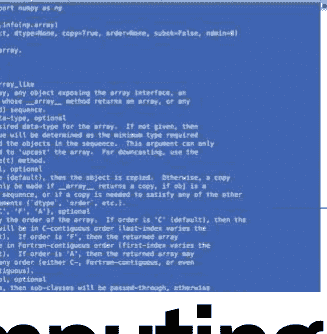 port numpy as np
.info(np.array)
ct, dtype=None, copy=True, order=None, subok=False, ndmin=0)
array.
rray_like
ay, any object exposing the array interface, an
whose __array__ method returns an array, or any
d) sequence.
ta-type, optional
sired data-type for the array. If not given, then
ue will be determined as the minimum type required
d the objects in the sequence. This argument can only
d to 'upcast' the array. For downcasting, use the
e(t) method.
l, optional
e (default), then the object is copied. Otherwise, a copy
nly be made if __array__ returns a copy, if obj is a
sequence, or if a copy is needed to satisfy any of the other
ements (`dtype`, `order`, etc.).
C', 'F', 'A'}, optional
y the order of the array. If order is 'C' (default), then the
will be in C-contiguous order (last-index varies the
t). If order is 'F', then the returned array
e in Fortran-contiguous order (first-index varies the
t). If order is 'A', then the returned array may
any order (either C-, Fortran-contiguous, or even
tiguous).
ol, optional
e, then sub-classes will be passed-through, otherwise
mputing